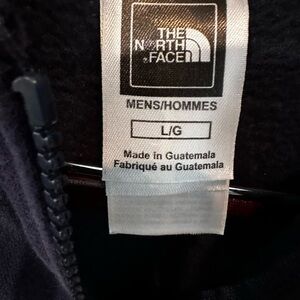 THE
NORTH
FACE
MENS/HOMMES
L/G
Made in Guatemala
Fabriqué au Guatemala